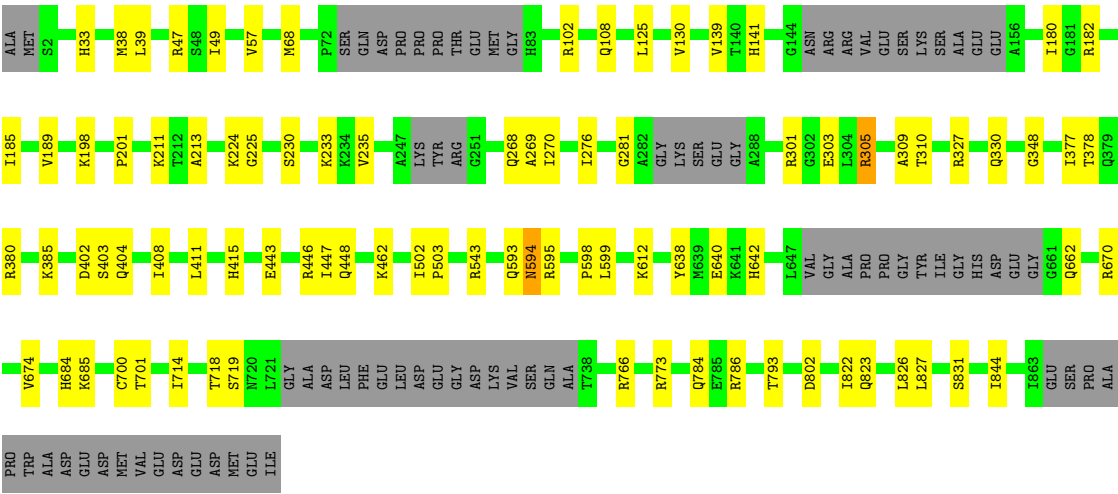 ALA MET S2 H33 M38 L39 R47 S48 I49 V57 M68 P72 SER GLN ASP PRO PRO PRO THR GLU MET GLY H83 R102 Q108 L125 V130 V139 T140 H141 G144 ASN ARG ARG VAL GLU SER LYS SER ALA GLU GLU A156 I180 G181 R182
I185 V189 K198 P201 K211 T212 A213 K224 G225 S230 K233 K234 V235 A247 LYS TYR ARG G251 Q268 A269 I270 I276 G281 A282 GLY LYS SER GLU GLY A288 R301 G302 E303 L304 R305 A309 T310 R327 Q330 G348 I377 T378 Q379
R380 K385 D402 S403 Q404 I408 L411 H415 E443 R446 I447 Q448 K462 I502 P503 R543 Q593 N594 R595 P598 L599 K612 Y638 M639 E640 K641 H642 L647 VAL GLY ALA PRO PRO GLY TYR ILE GLY HIS ASP GLU GLY G661 Q662 R670
V674 H684 K685 C700 T701 I714 T718 S719 N720 L721 GLY ALA ASP LEU PHE GLU LEU ASP GLU GLY ASP LYS VAL SER GLN ALA T738 R766 R773 Q784 E785 R786 T793 D802 I822 Q823 L826 L827 S831 I844 I863 GLU SER PRO ALA
PRO TRP ALA ASP GLU ASP MET VAL GLU ASP GLU ASP MET GLU ILE